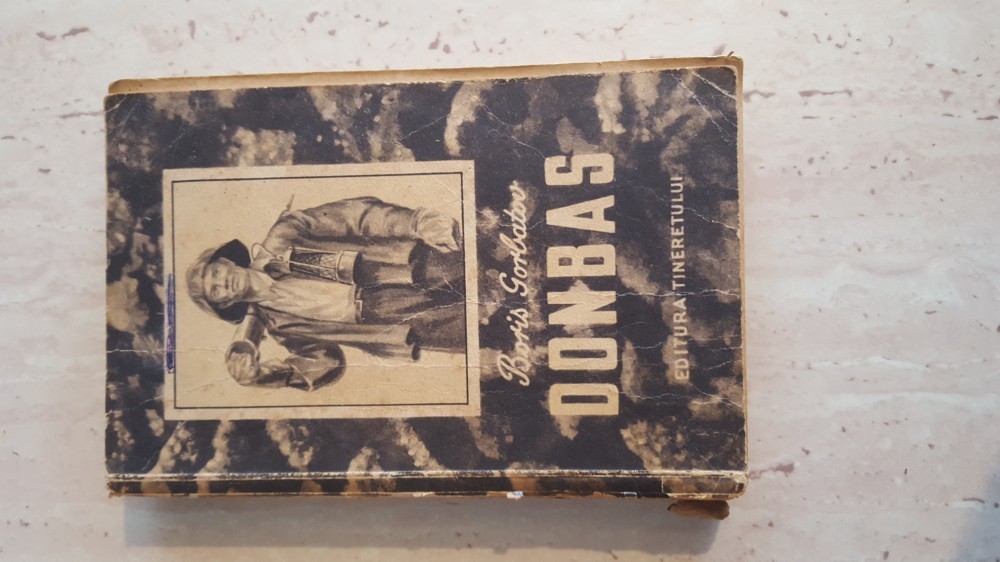 Boris Gorbatov
DONBAS
EDITURA TINERETULUI